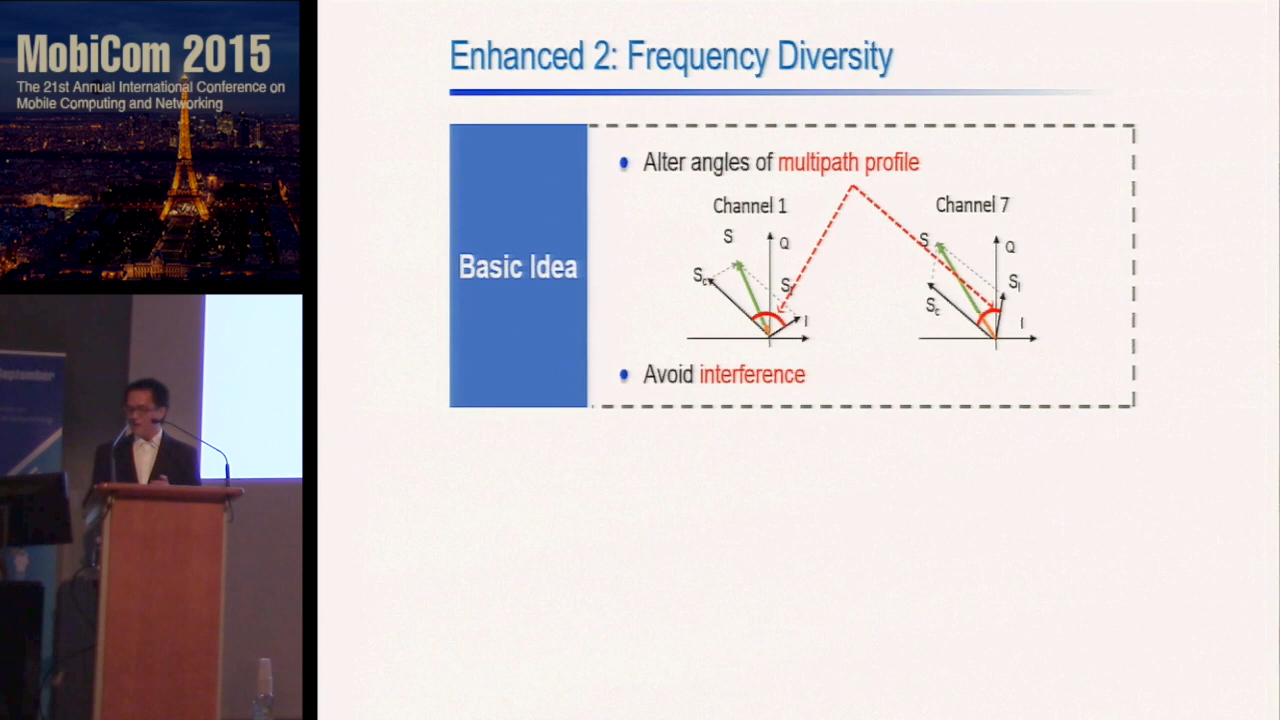 MobiCom 2015
The 21st Annual International Conference on
Mobile Computing and Networking
Enhanced 2: Frequency Diversity
Basic Idea
• Alter angles of multipath profile
Channel 1
Channel 7
S
Q
Sc
I
S
Q
Sl
Sc
I
• Avoid interference
September